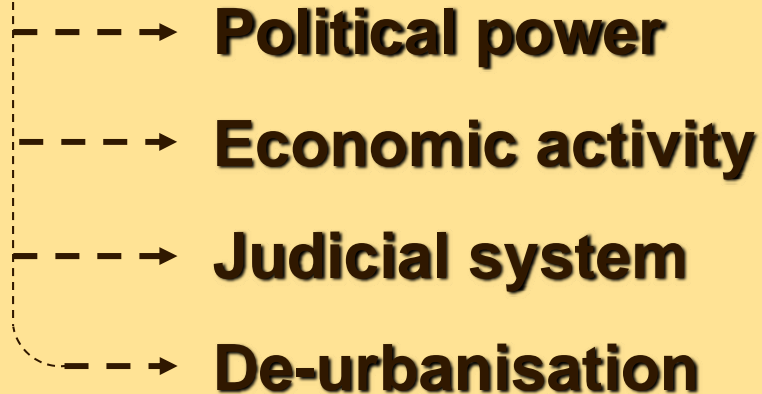 Political power
Economic activity
Judicial system
De-urbanisation